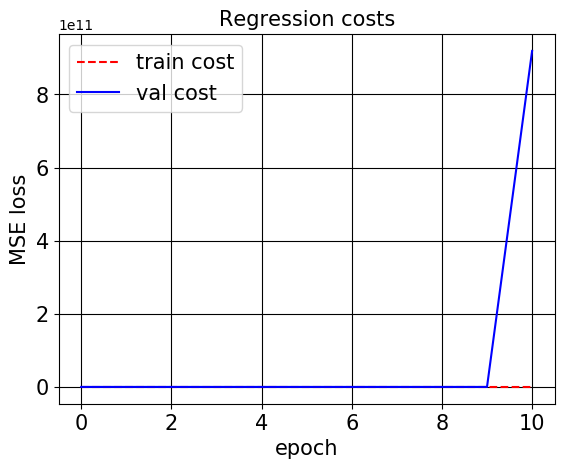 Regression costs
1e11
train cost
val cost
8
6
4
2
0
MSE loss
0 2 4 6 8 10
epoch